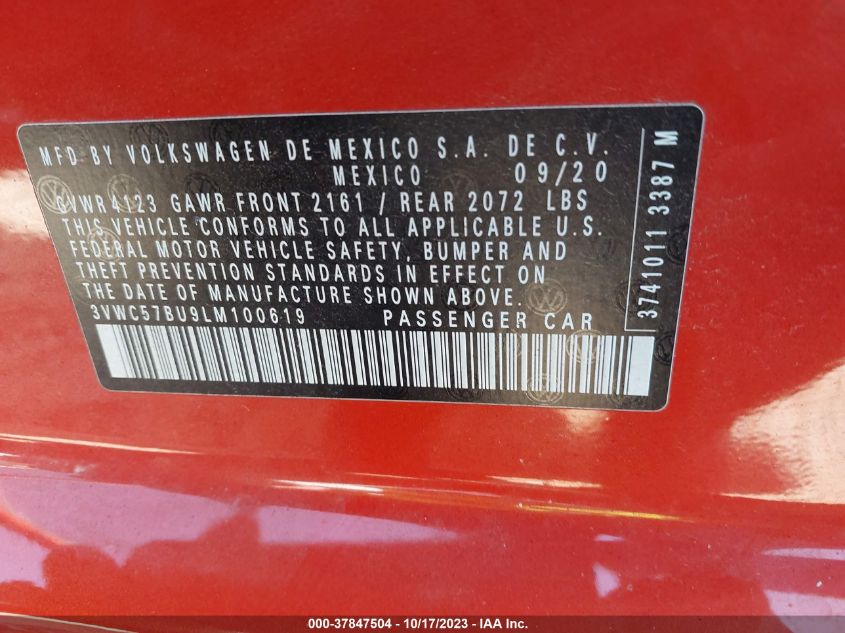 MFD BY VOLKSWAGEN DE MEXICO S.A. DE C.V.
MEXICO 09/20
GVWR 4123 GAWR FRONT 2161 / REAR 2072 LBS
THIS VEHICLE CONFORMS TO ALL APPLICABLE U.S.
FEDERAL MOTOR VEHICLE SAFETY, BUMPER AND
THEFT PREVENTION STANDARDS IN EFFECT ON
THE DATE OF MANUFACTURE SHOWN ABOVE.
3VWC57BU9LM100619 PASSENGER CAR
3741011 3387 M
000-37847504 - 10/17/2023 - IAA Inc.